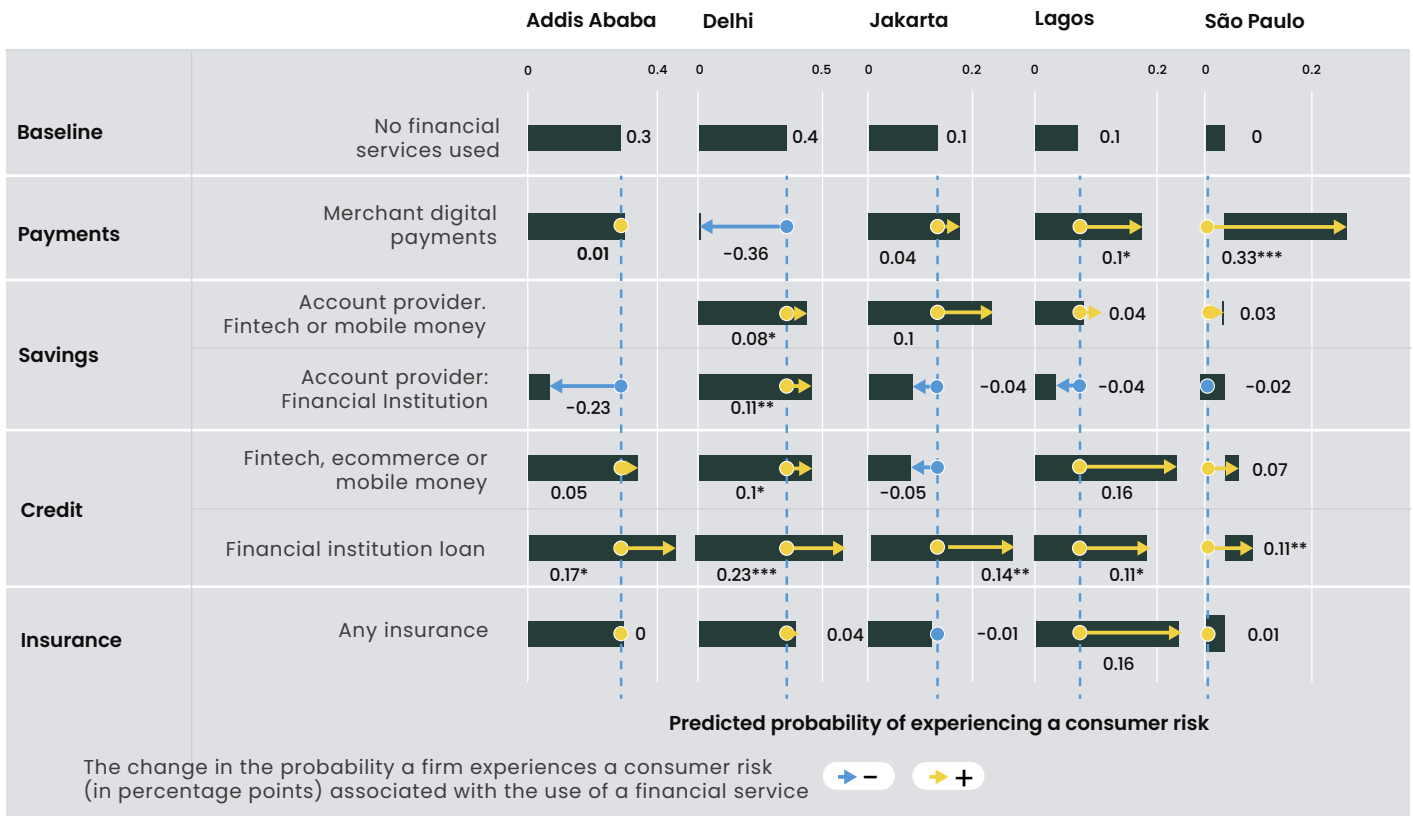 Addis Ababa Delhi Jakarta Lagos São Paulo
0 0.4 0 0.5 0 0.2 0 0.2 0 0.2
Baseline
No financial
services used
0.3 0.4 0.1 0.1 0
Payments
Merchant digital
payments
0.01 -0.36 0.04 0.1* 0.33***
Savings
Account provider.
Fintech or mobile money
0.08* 0.1 0.04 0.03
Account provider:
Financial Institution
-0.23 0.11** -0.04 -0.04 -0.02
Credit
Fintech, ecommerce or
mobile money
0.05 0.1* -0.05 0.16 0.07
Financial institution loan
0.17* 0.23*** 0.14** 0.11* 0.11**
Insurance
Any insurance
0 0.04 -0.01 0.16 0.01
Predicted probability of experiencing a consumer risk
The change in the probability a firm experiences a consumer risk
(in percentage points) associated with the use of a financial service
− +